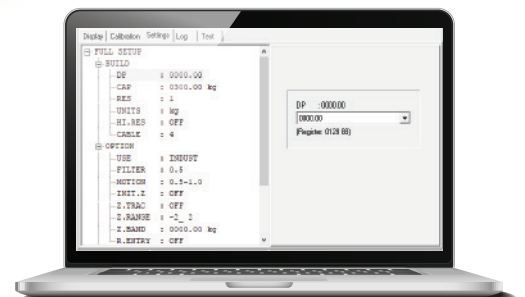 Display Calibration Settings Log Test
FULL SETUP
BUILD
DP : 0000.00
CAP : 0300.00 kg
RES : 1
UNITS : kg
HI.RES : OFF
CABLE : 4
OPTION
USE : INDUST
FILTER : 0.5
MOTION : 0.5-1.0
INIT.Z : OFF
Z.TRAC : OFF
Z.RANGE : -2_ 2
Z.BAND : 0000.00 kg
R.ENTRY : OFF
DP :0000.00
0000.00
(Register: 0128 BB)